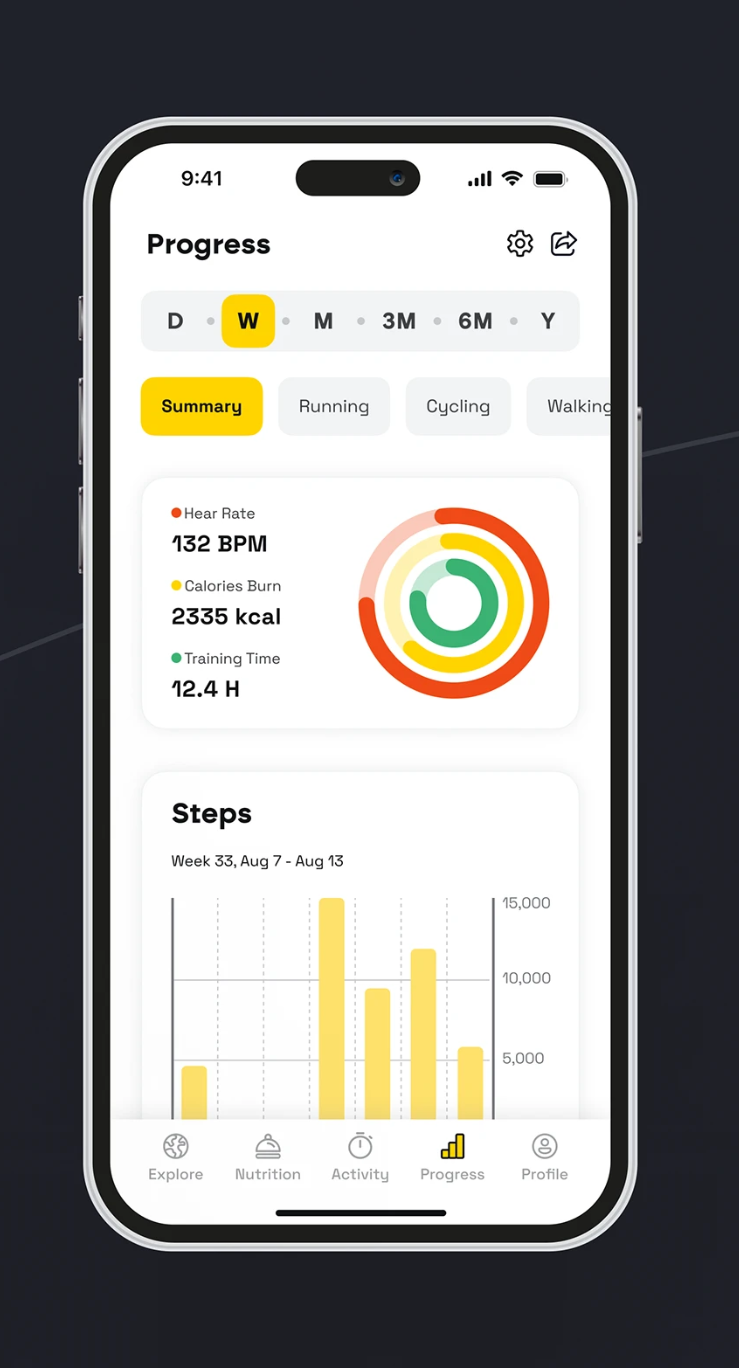 9:41
Progress
D W M 3M 6M Y
Summary Running Cycling Walking
Hear Rate
132 BPM
Calories Burn
2335 kcal
Training Time
12.4 H
Steps
Week 33, Aug 7 - Aug 13
15,000
10,000
5,000
Explore Nutrition Activity Progress Profile